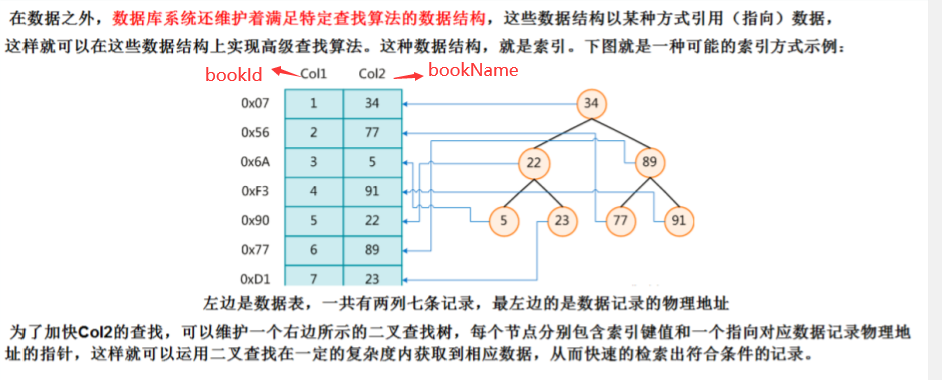 在数据之外，数据库系统还维护着满足特定查找算法的数据结构，这些数据结构以某种方式引用（指向）数据，
这样就可以在这些数据结构上实现高级查找算法。这种数据结构，就是索引。下图就是一种可能的索引方式示例：
bookId Col1 Col2 bookName
0x07 1 34 34
0x56 2 77
0x6A 3 5 22 89
0xF3 4 91
0x90 5 22 5 23 77 91
0x77 6 89
0xD1 7 23
左边是数据表，一共有两列七条记录，最左边的是数据记录的物理地址
为了加快Col2的查找，可以维护一个右边所示的二叉查找树，每个节点分别包含索引键值和一个指向对应数据记录物理地
址的指针，这样就可以运用二叉查找在一定的复杂度内获取到相应数据，从而快速的检索出符合条件的记录。